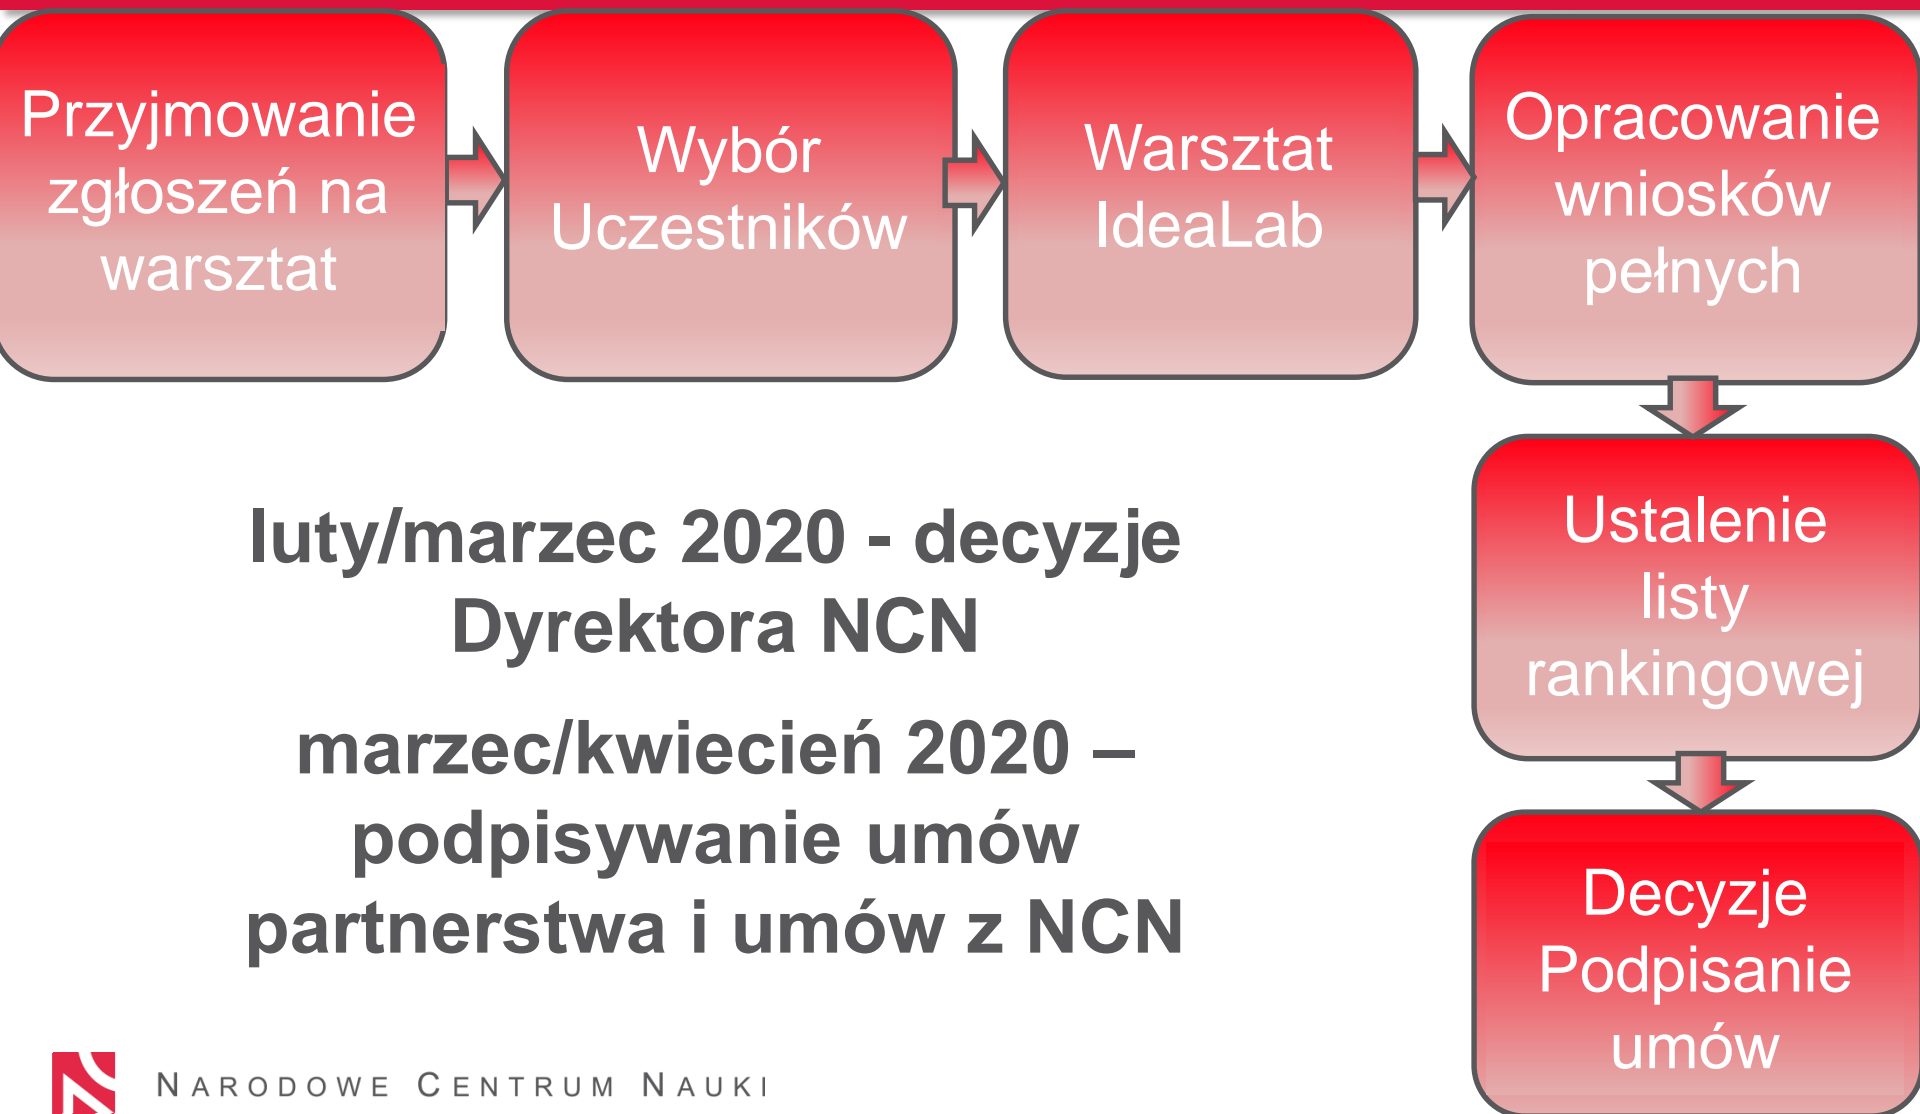 Przyjmowanie
zgłoszeń na
warsztat
Wybór
Uczestników
Warsztat
IdeaLab
Opracowanie
wniosków
pełnych
Ustalenie
listy
rankingowej
Decyzje
Podpisanie
umów
luty/marzec 2020 - decyzje
Dyrektora NCN
marzec/kwiecień 2020 –
podpisywanie umów
partnerstwa i umów z NCN
NARODOWE CENTRUM NAUKI